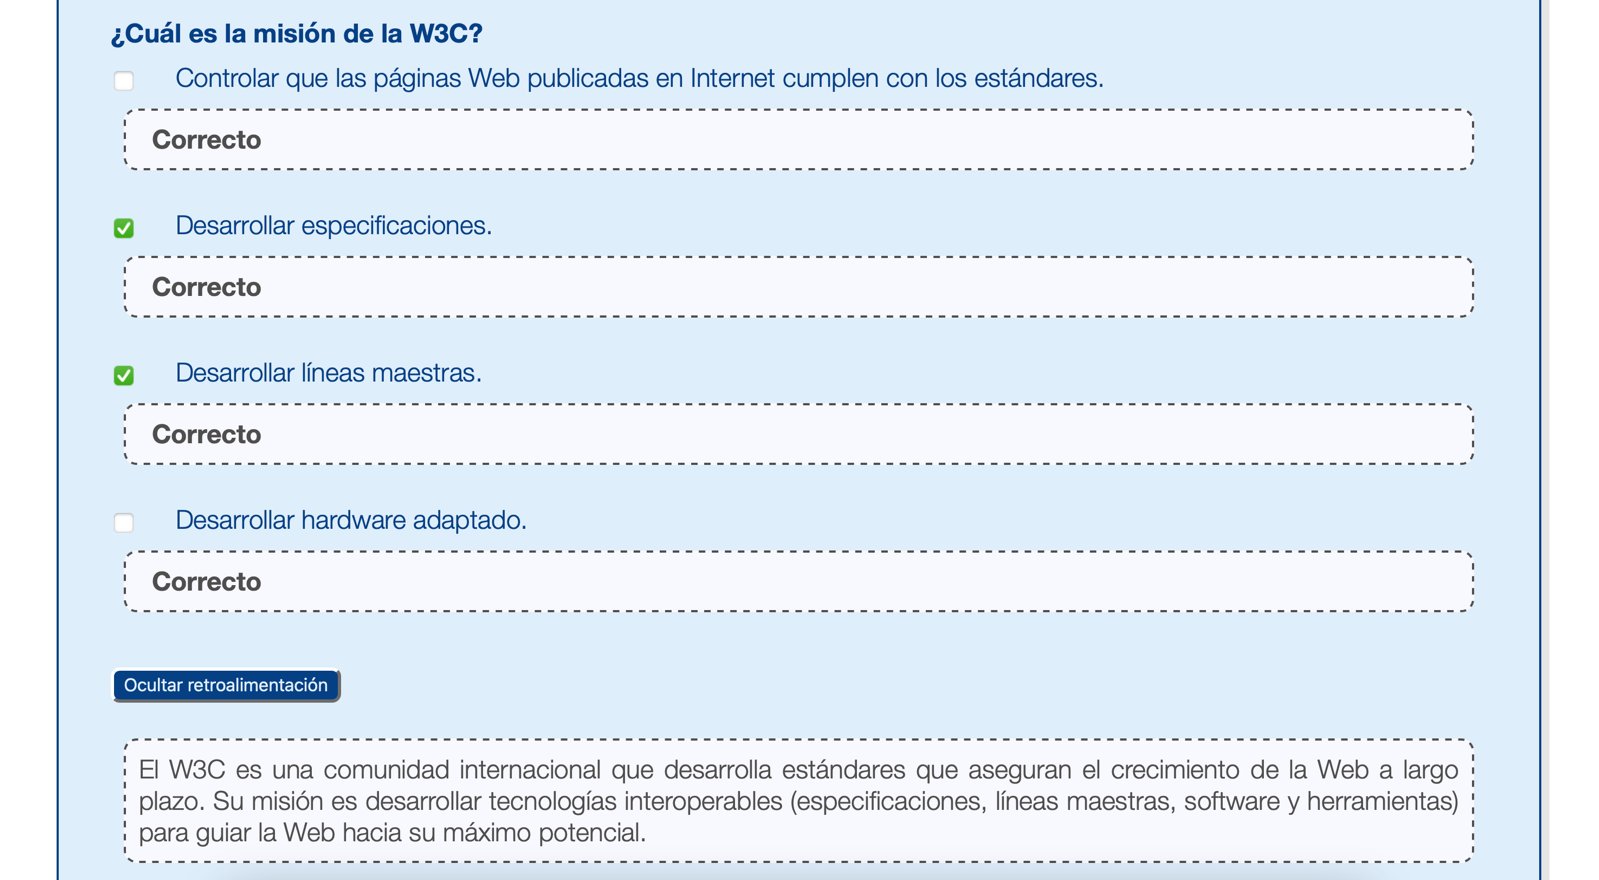 ¿Cuál es la misión de la W3C?
Controlar que las páginas Web publicadas en Internet cumplen con los estándares.
Correcto
Desarrollar especificaciones.
Correcto
Desarrollar líneas maestras.
Correcto
Desarrollar hardware adaptado.
Correcto
Ocultar retroalimentación
El W3C es una comunidad internacional que desarrolla estándares que aseguran el crecimiento de la Web a largo
plazo. Su misión es desarrollar tecnologías interoperables (especificaciones, líneas maestras, software y herramientas)
para guiar la Web hacia su máximo potencial.